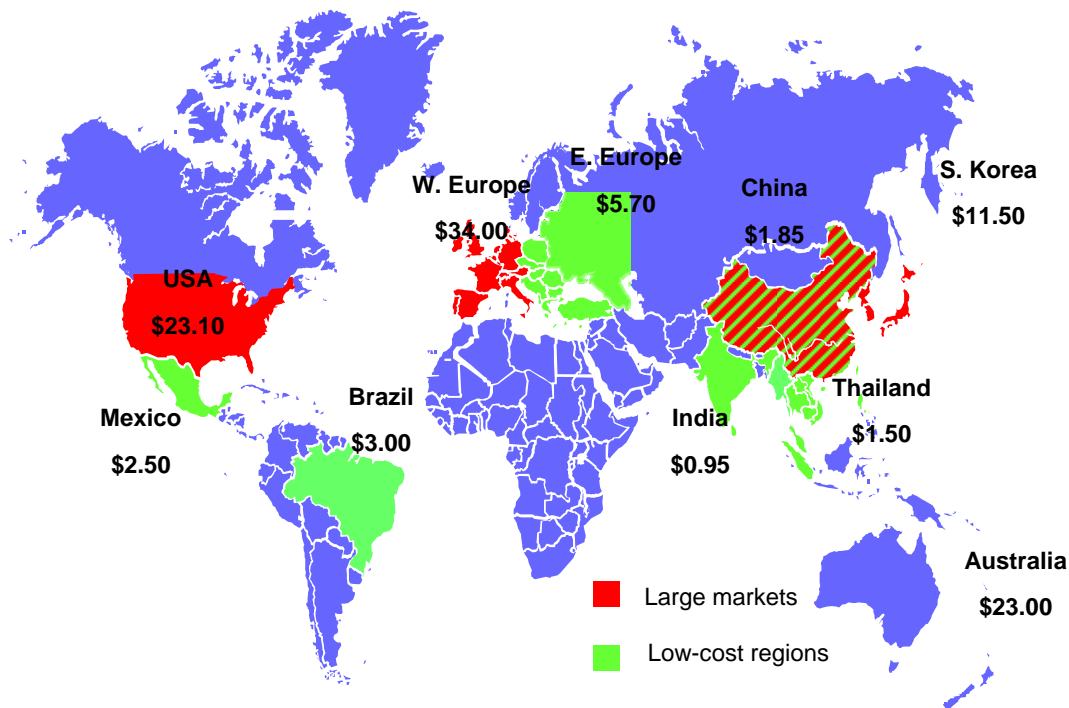 E. Europe
$5.70
W. Europe
$34.00
China
$1.85
S. Korea
$11.50
USA
$23.10
Mexico
$2.50
Brazil
$3.00
India
$0.95
Thailand
$1.50
Australia
$23.00
Large markets
Low-cost regions